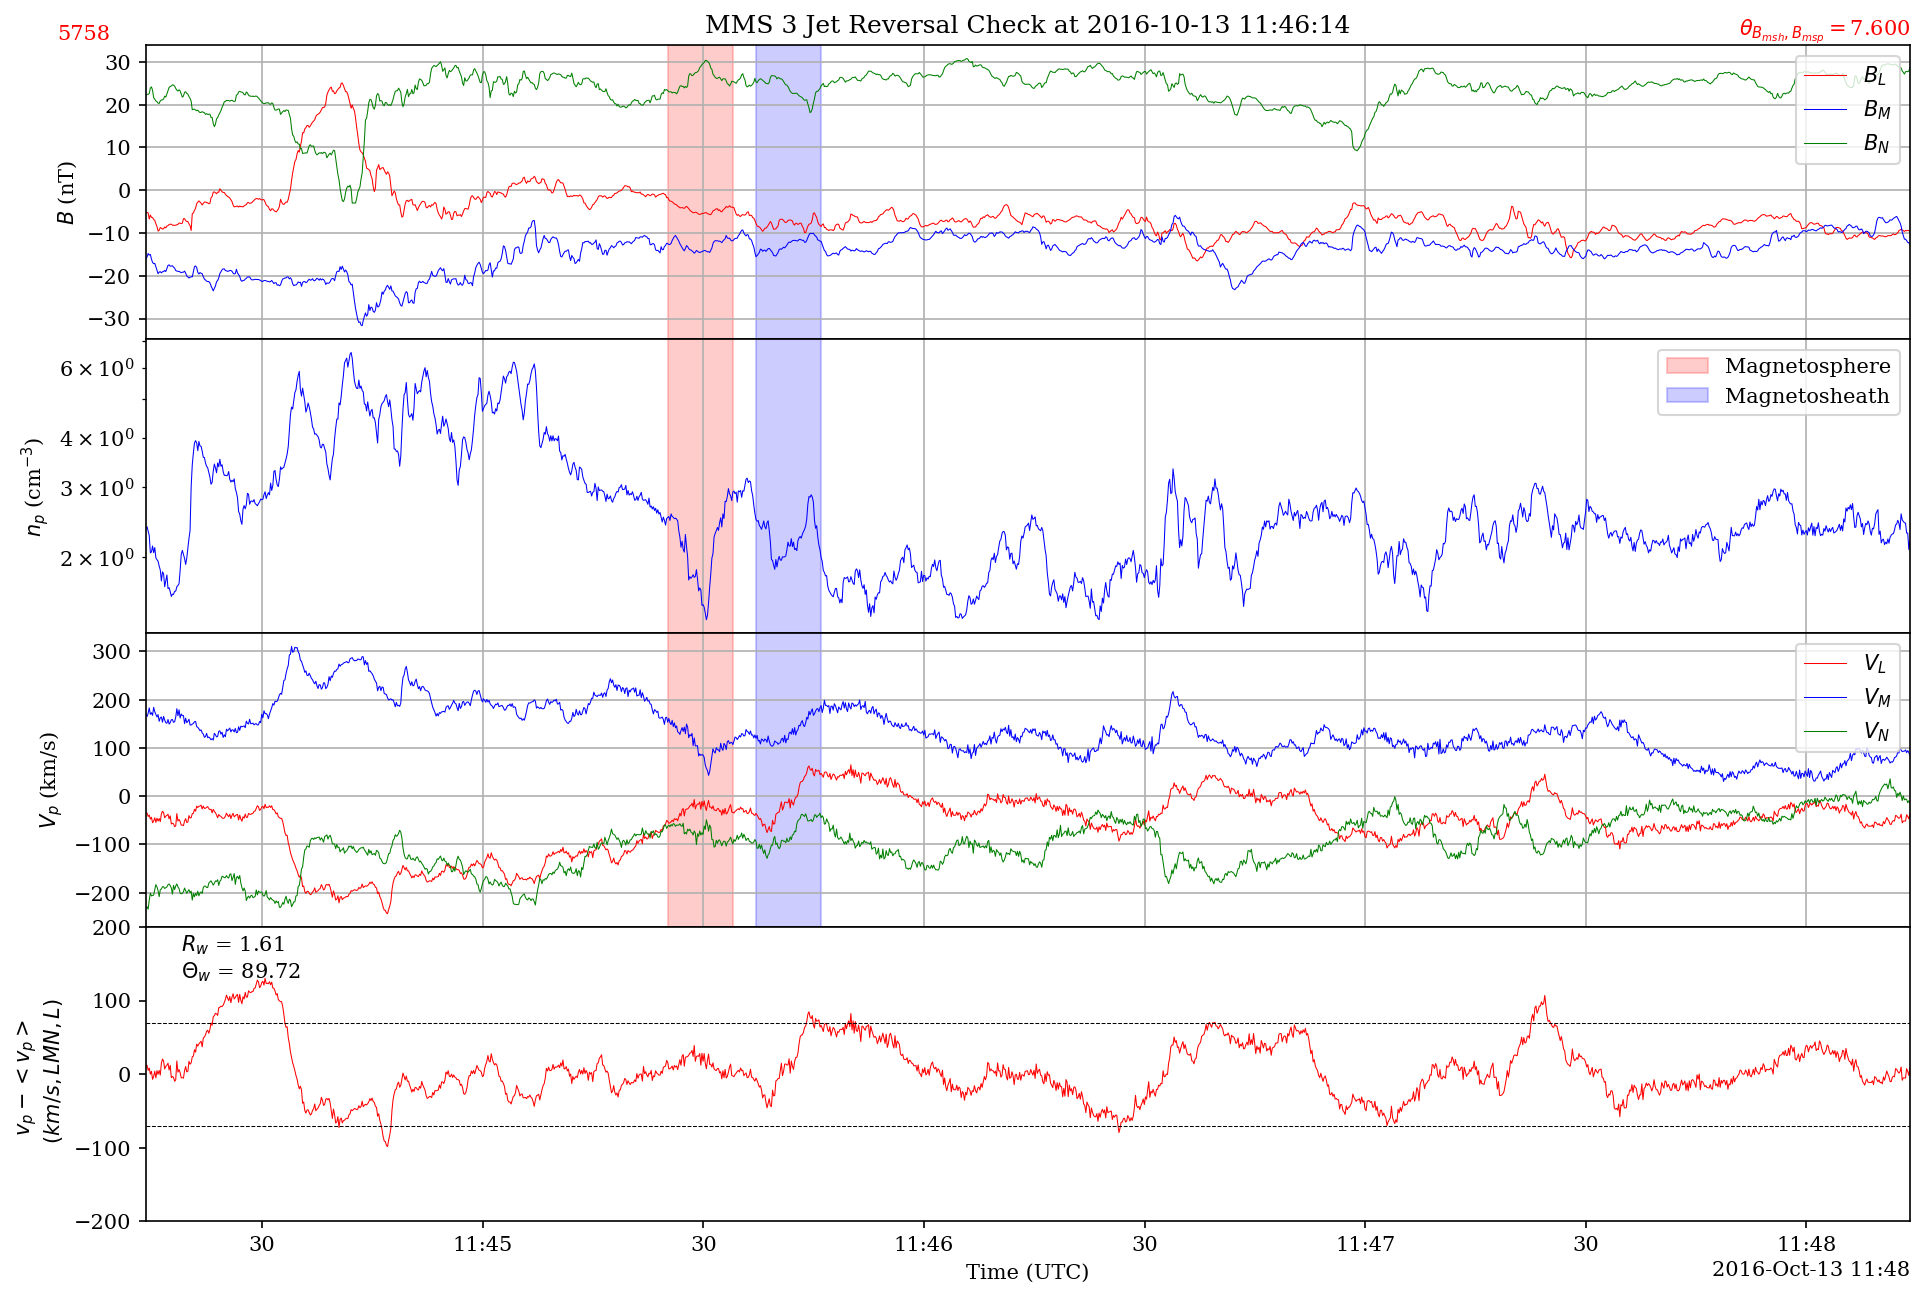 MMS 3 Jet Reversal Check at 2016-10-13 11:46:14
5758
θ_{B_{msh}, B_{msp}} = 7.600
30
20
10
0
−10
−20
−30
B (nT)
B_L
B_M
B_N
6 × 10⁰
4 × 10⁰
3 × 10⁰
2 × 10⁰
n_p (cm⁻³)
Magnetosphere
Magnetosheath
300
200
100
0
−100
−200
V_p (km/s)
V_L
V_M
V_N
200
100
0
−100
−200
v_p − < v_p >
(km/s, LMN, L)
R_w = 1.61
Θ_w = 89.72
30
11:45
30
11:46
30
11:47
30
11:48
Time (UTC)
2016-Oct-13 11:48